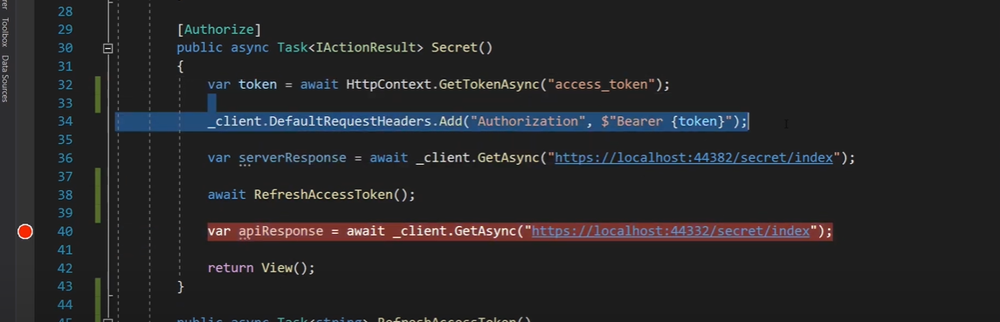 Toolbox
Data Sources
28
29 [Authorize]
30 public async Task<IActionResult> Secret()
31 {
32 var token = await HttpContext.GetTokenAsync("access_token");
33
34 _client.DefaultRequestHeaders.Add("Authorization", $"Bearer {token}");
35
36 var serverResponse = await _client.GetAsync("https://localhost:44382/secret/index");
37
38 await RefreshAccessToken();
39
40 var apiResponse = await _client.GetAsync("https://localhost:44332/secret/index");
41
42 return View();
43 }
44
45 public async Task<string> RefreshAccessToken()